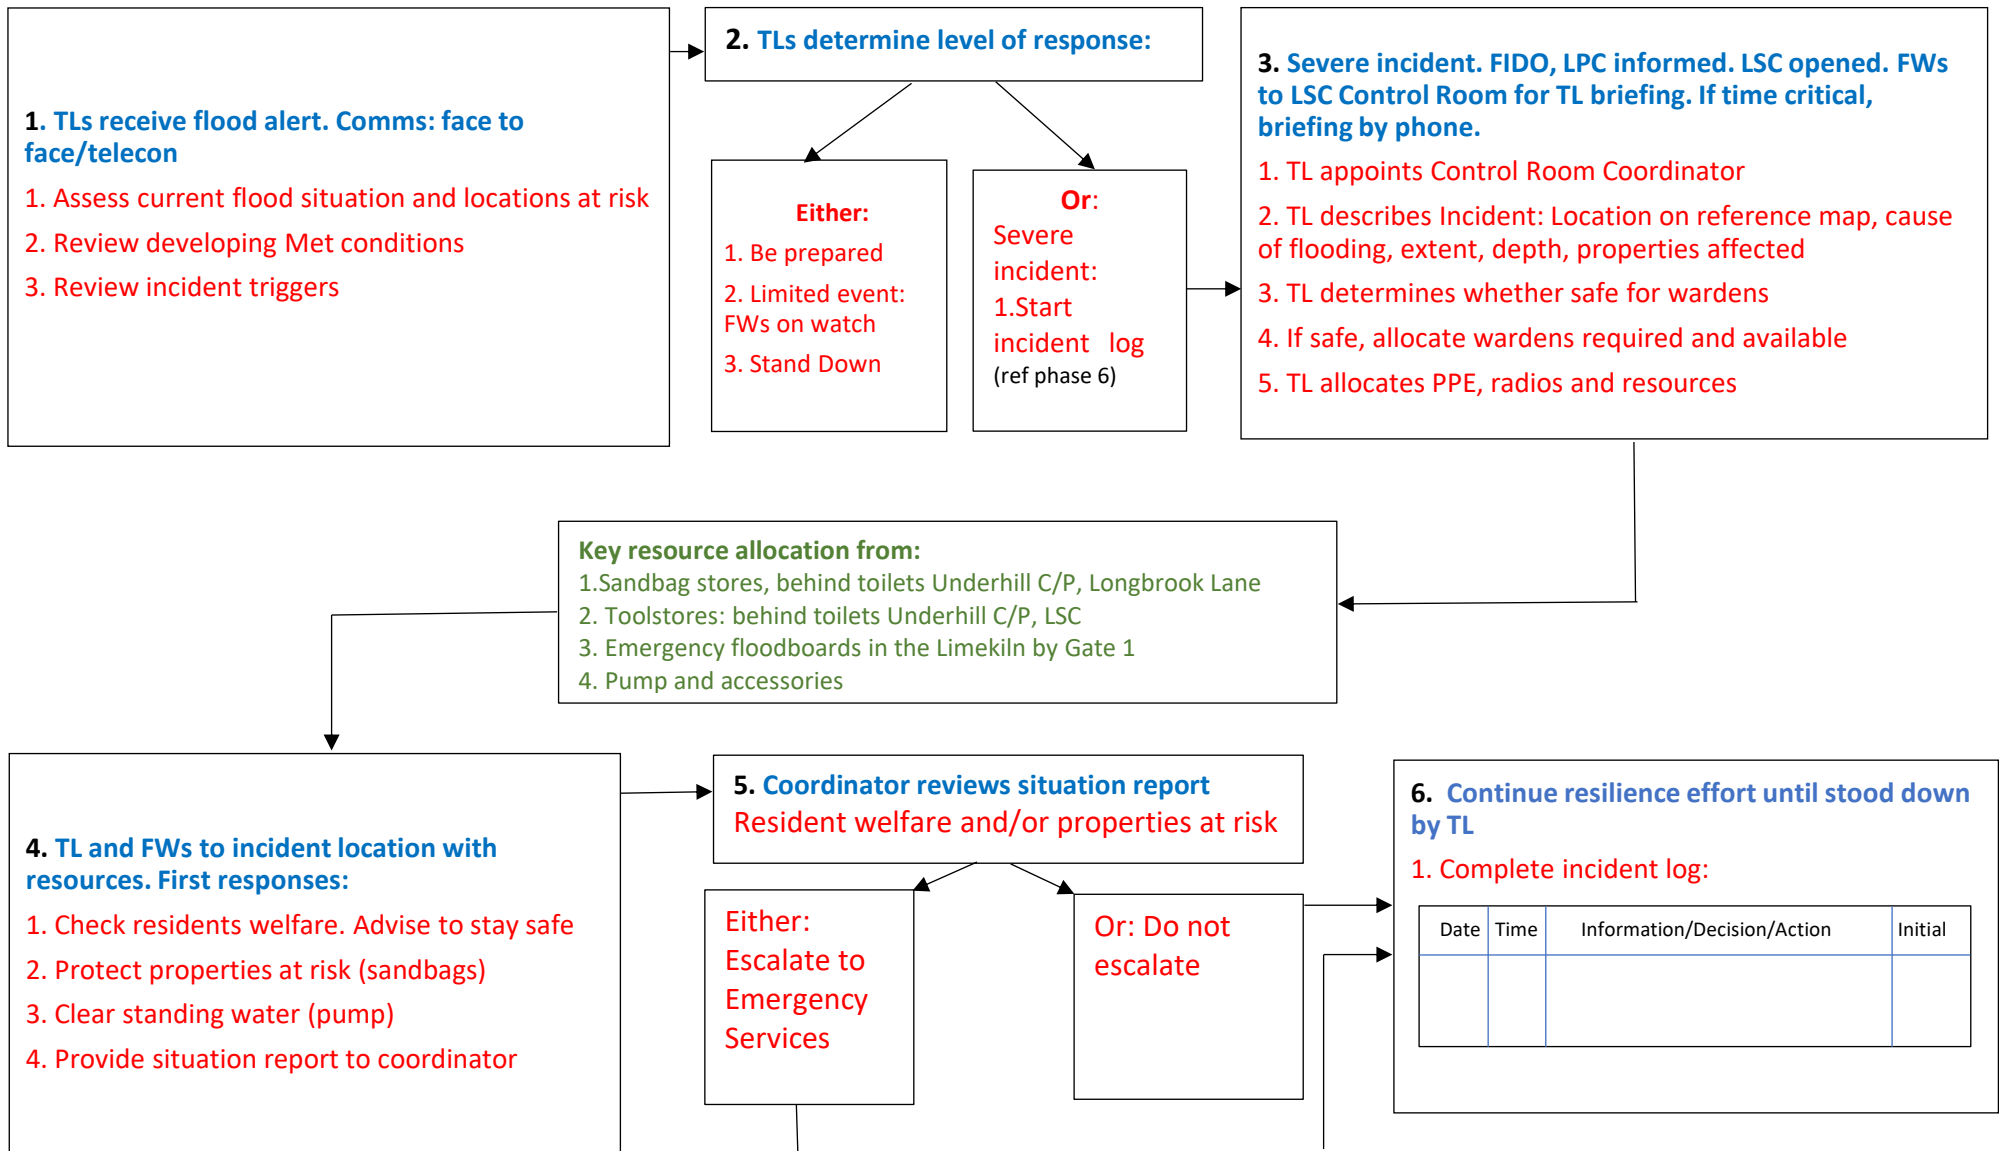 1. TLs receive flood alert. Comms: face to
face/telecon
1. Assess current flood situation and locations at risk
2. Review developing Met conditions
3. Review incident triggers
2. TLs determine level of response:
Either:
1. Be prepared
2. Limited event:
FWs on watch
3. Stand Down
Or:
Severe
incident:
1.Start
incident log
(ref phase 6)
3. Severe incident. FIDO, LPC informed. LSC opened. FWs
to LSC Control Room for TL briefing. If time critical,
briefing by phone.
1. TL appoints Control Room Coordinator
2. TL describes Incident: Location on reference map, cause
of flooding, extent, depth, properties affected
3. TL determines whether safe for wardens
4. If safe, allocate wardens required and available
5. TL allocates PPE, radios and resources
Key resource allocation from:
1.Sandbag stores, behind toilets Underhill C/P, Longbrook Lane
2. Toolstores: behind toilets Underhill C/P, LSC
3. Emergency floodboards in the Limekiln by Gate 1
4. Pump and accessories
4. TL and FWs to incident location with
resources. First responses:
1. Check residents welfare. Advise to stay safe
2. Protect properties at risk (sandbags)
3. Clear standing water (pump)
4. Provide situation report to coordinator
5. Coordinator reviews situation report
Resident welfare and/or properties at risk
Either:
Escalate to
Emergency
Services
Or: Do not
escalate
6. Continue resilience effort until stood down
by TL
1. Complete incident log:
Date Time Information/Decision/Action Initial